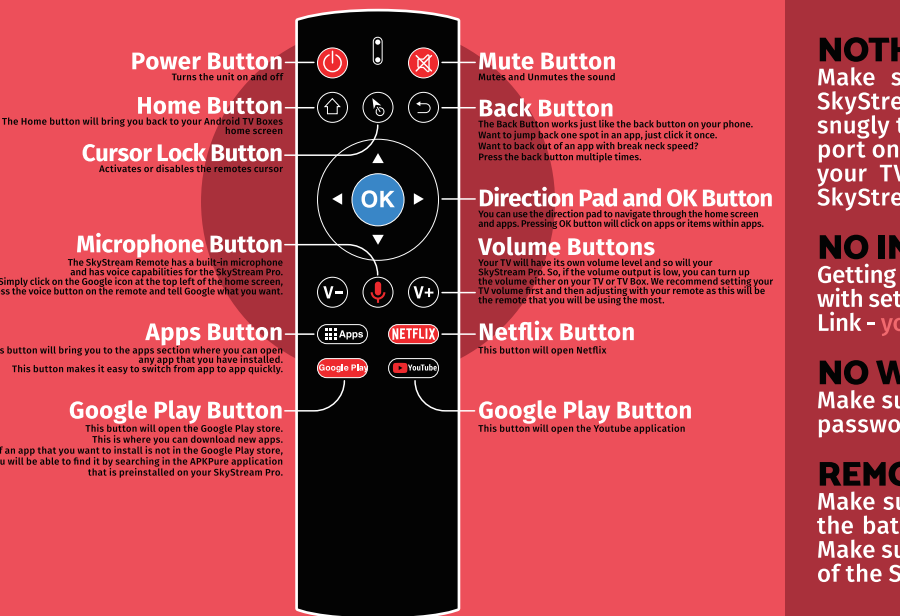 Power Button
Turns the unit on and off
Home Button
The Home button will bring you back to your Android TV Boxes
home screen
Cursor Lock Button
Activates or disables the remotes cursor
Microphone Button
The SkyStream Remote has a built-in microphone
and has voice capabilities for the SkyStream Pro.
Simply click on the Google icon at the top left of the home screen,
the voice button on the remote and tell Google what you want.
Apps Button
button will bring you to the apps section where you can open
any app that you have installed.
This button makes it easy to switch from app to app quickly.
Google Play Button
This button will open the Google Play store.
This is where you can download new apps.
If an app that you want to install is not in the Google Play store,
will be able to find it by searching in the APKPure application
that is preinstalled on your SkyStream Pro.
OK
V-
V+
Apps
NETFLIX
Google Play
YouTube
Mute Button
Mutes and Unmutes the sound
Back Button
The Back Button works just like the back button on your phone.
Want to jump back one spot in an app, just click it once.
Want to back out of an app with break neck speed?
Press the back button multiple times.
Direction Pad and OK Button
You can use the direction pad to navigate through the home screen
and apps. Pressing OK button will click on apps or items within apps.
Volume Buttons
Your TV will have its own volume level and so will your
SkyStream Pro. So, if the volume output is low, you can turn up
the volume either on your TV or TV Box. We recommend setting your
TV volume first and then adjusting with your remote as this will be
the remote that you will be using the most.
Netflix Button
This button will open Netflix
Google Play Button
This button will open the Youtube application
Make
snugly
port on
your TV
NO
Getting
with
Link -
NO
Make
Make
the
Make
of the